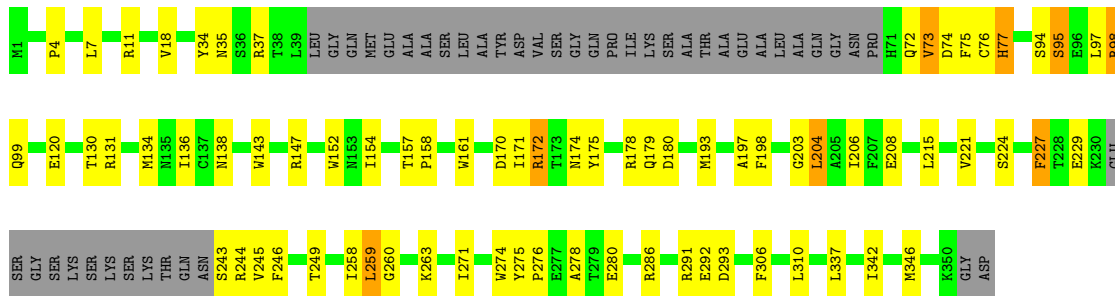 M1 P4 L7 R11 V18 Y34 N35 S36 R37 T38 L39 LEU GLY GLN MET GLU ALA ALA SER LEU ALA TYR ASP VAL SER GLY GLN PRO ILE LYS SER ALA THR ALA GLU ALA LEU ALA GLN GLY ASN PRO H71 Q72 V73 D74 F75 C76 H77 S94 S95 E96 L97
Q99 E120 T130 R131 M134 N135 I136 C137 N138 W143 R147 W152 N153 I154 T157 P158 W161 D170 I171 R172 T173 N174 Y175 R178 Q179 D180 M193 A197 F198 G203 L204 A205 I206 F207 E208 L215 V221 S224 F227 T228 E229 K230 GLU
SER GLY SER LYS SER LYS SER LYS THR GLN ASN S243 R244 V245 F246 T249 I258 L259 G260 K263 I271 W274 Y275 P276 E277 A278 T279 E280 R286 R291 E292 D293 F306 L310 L337 I342 M346 K350 GLY ASP